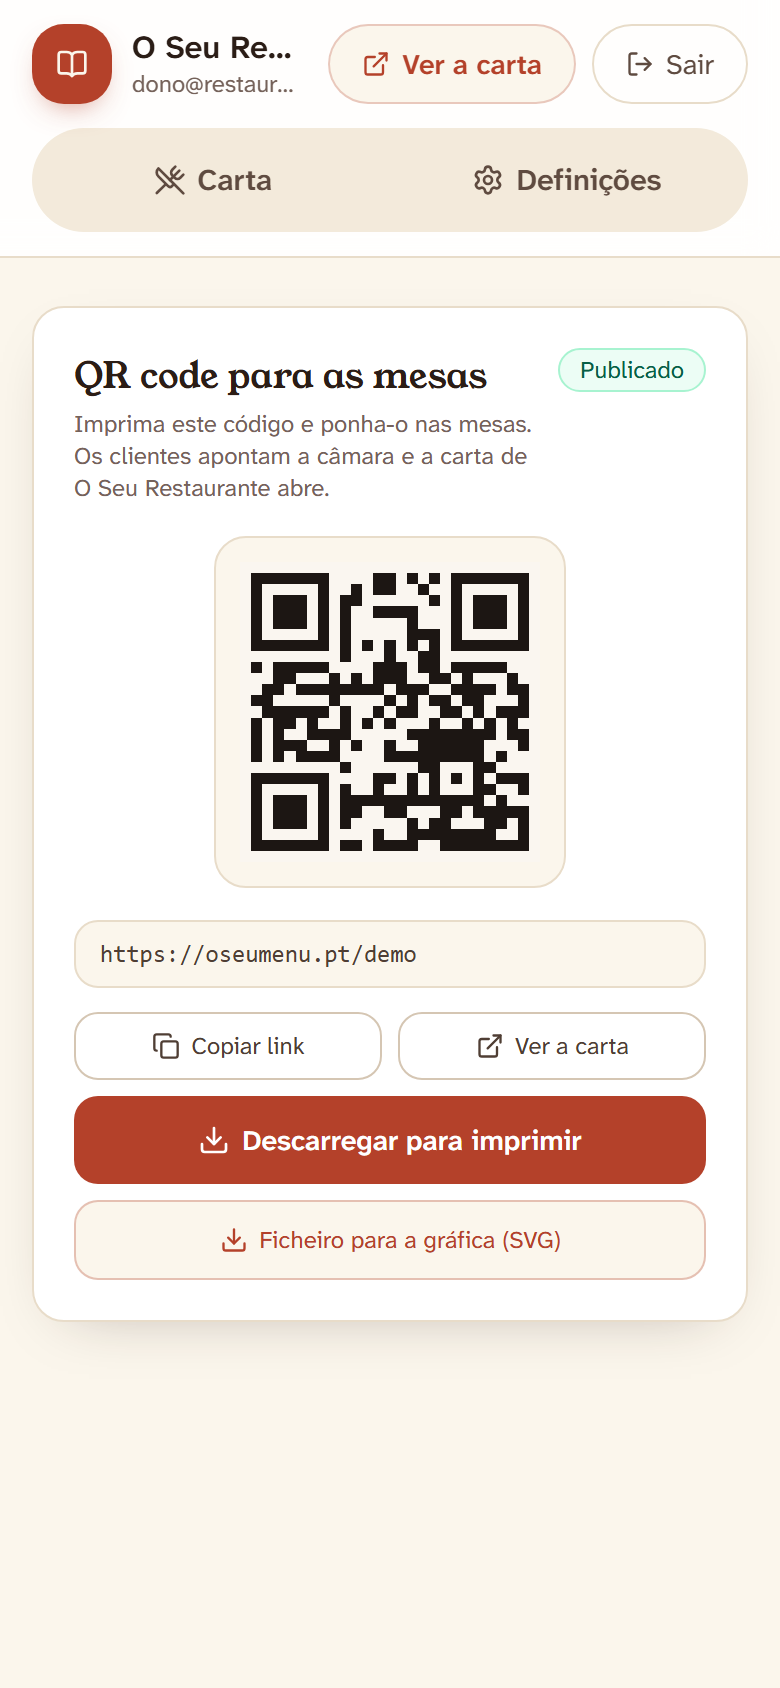 O Seu Re...
dono@restaur...
Ver a carta
Sair
Carta
Definições
QR code para as mesas
Publicado
Imprima este código e ponha-o nas mesas.
Os clientes apontam a câmara e a carta de
O Seu Restaurante abre.
https://oseumenu.pt/demo
Copiar link
Ver a carta
Descarregar para imprimir
Ficheiro para a gráfica (SVG)